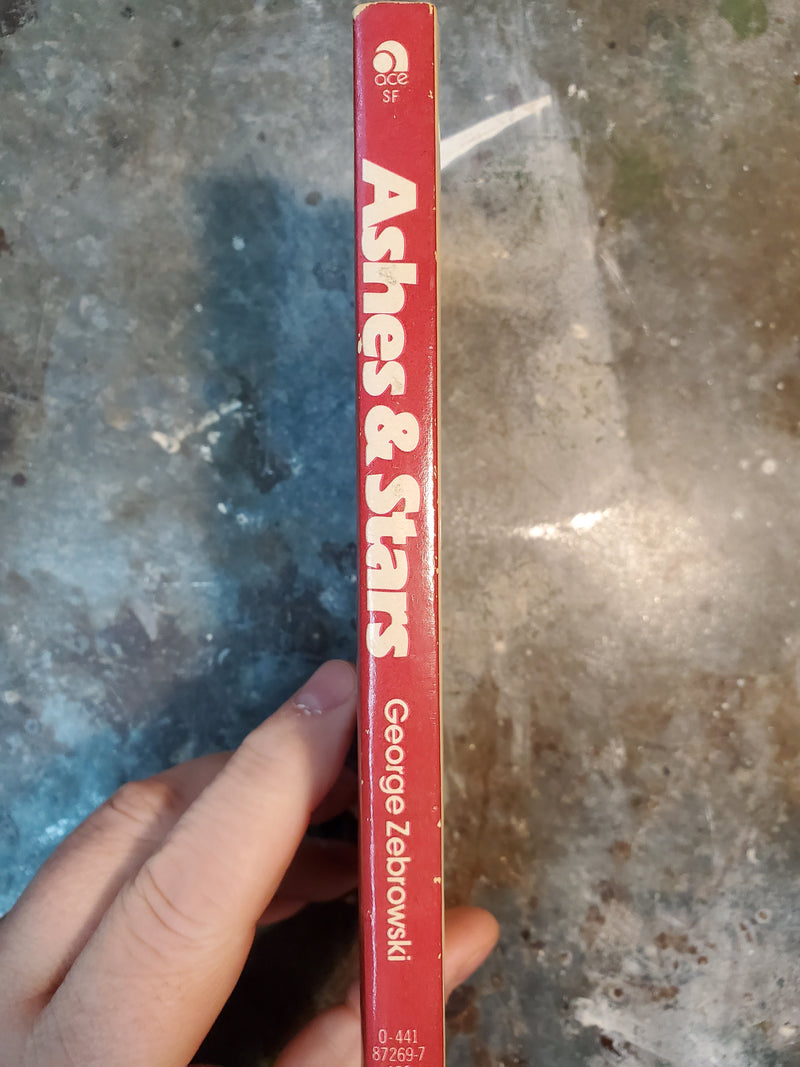 ace
SF
Ashes & Stars
George Zebrowski
0-441
87269-7